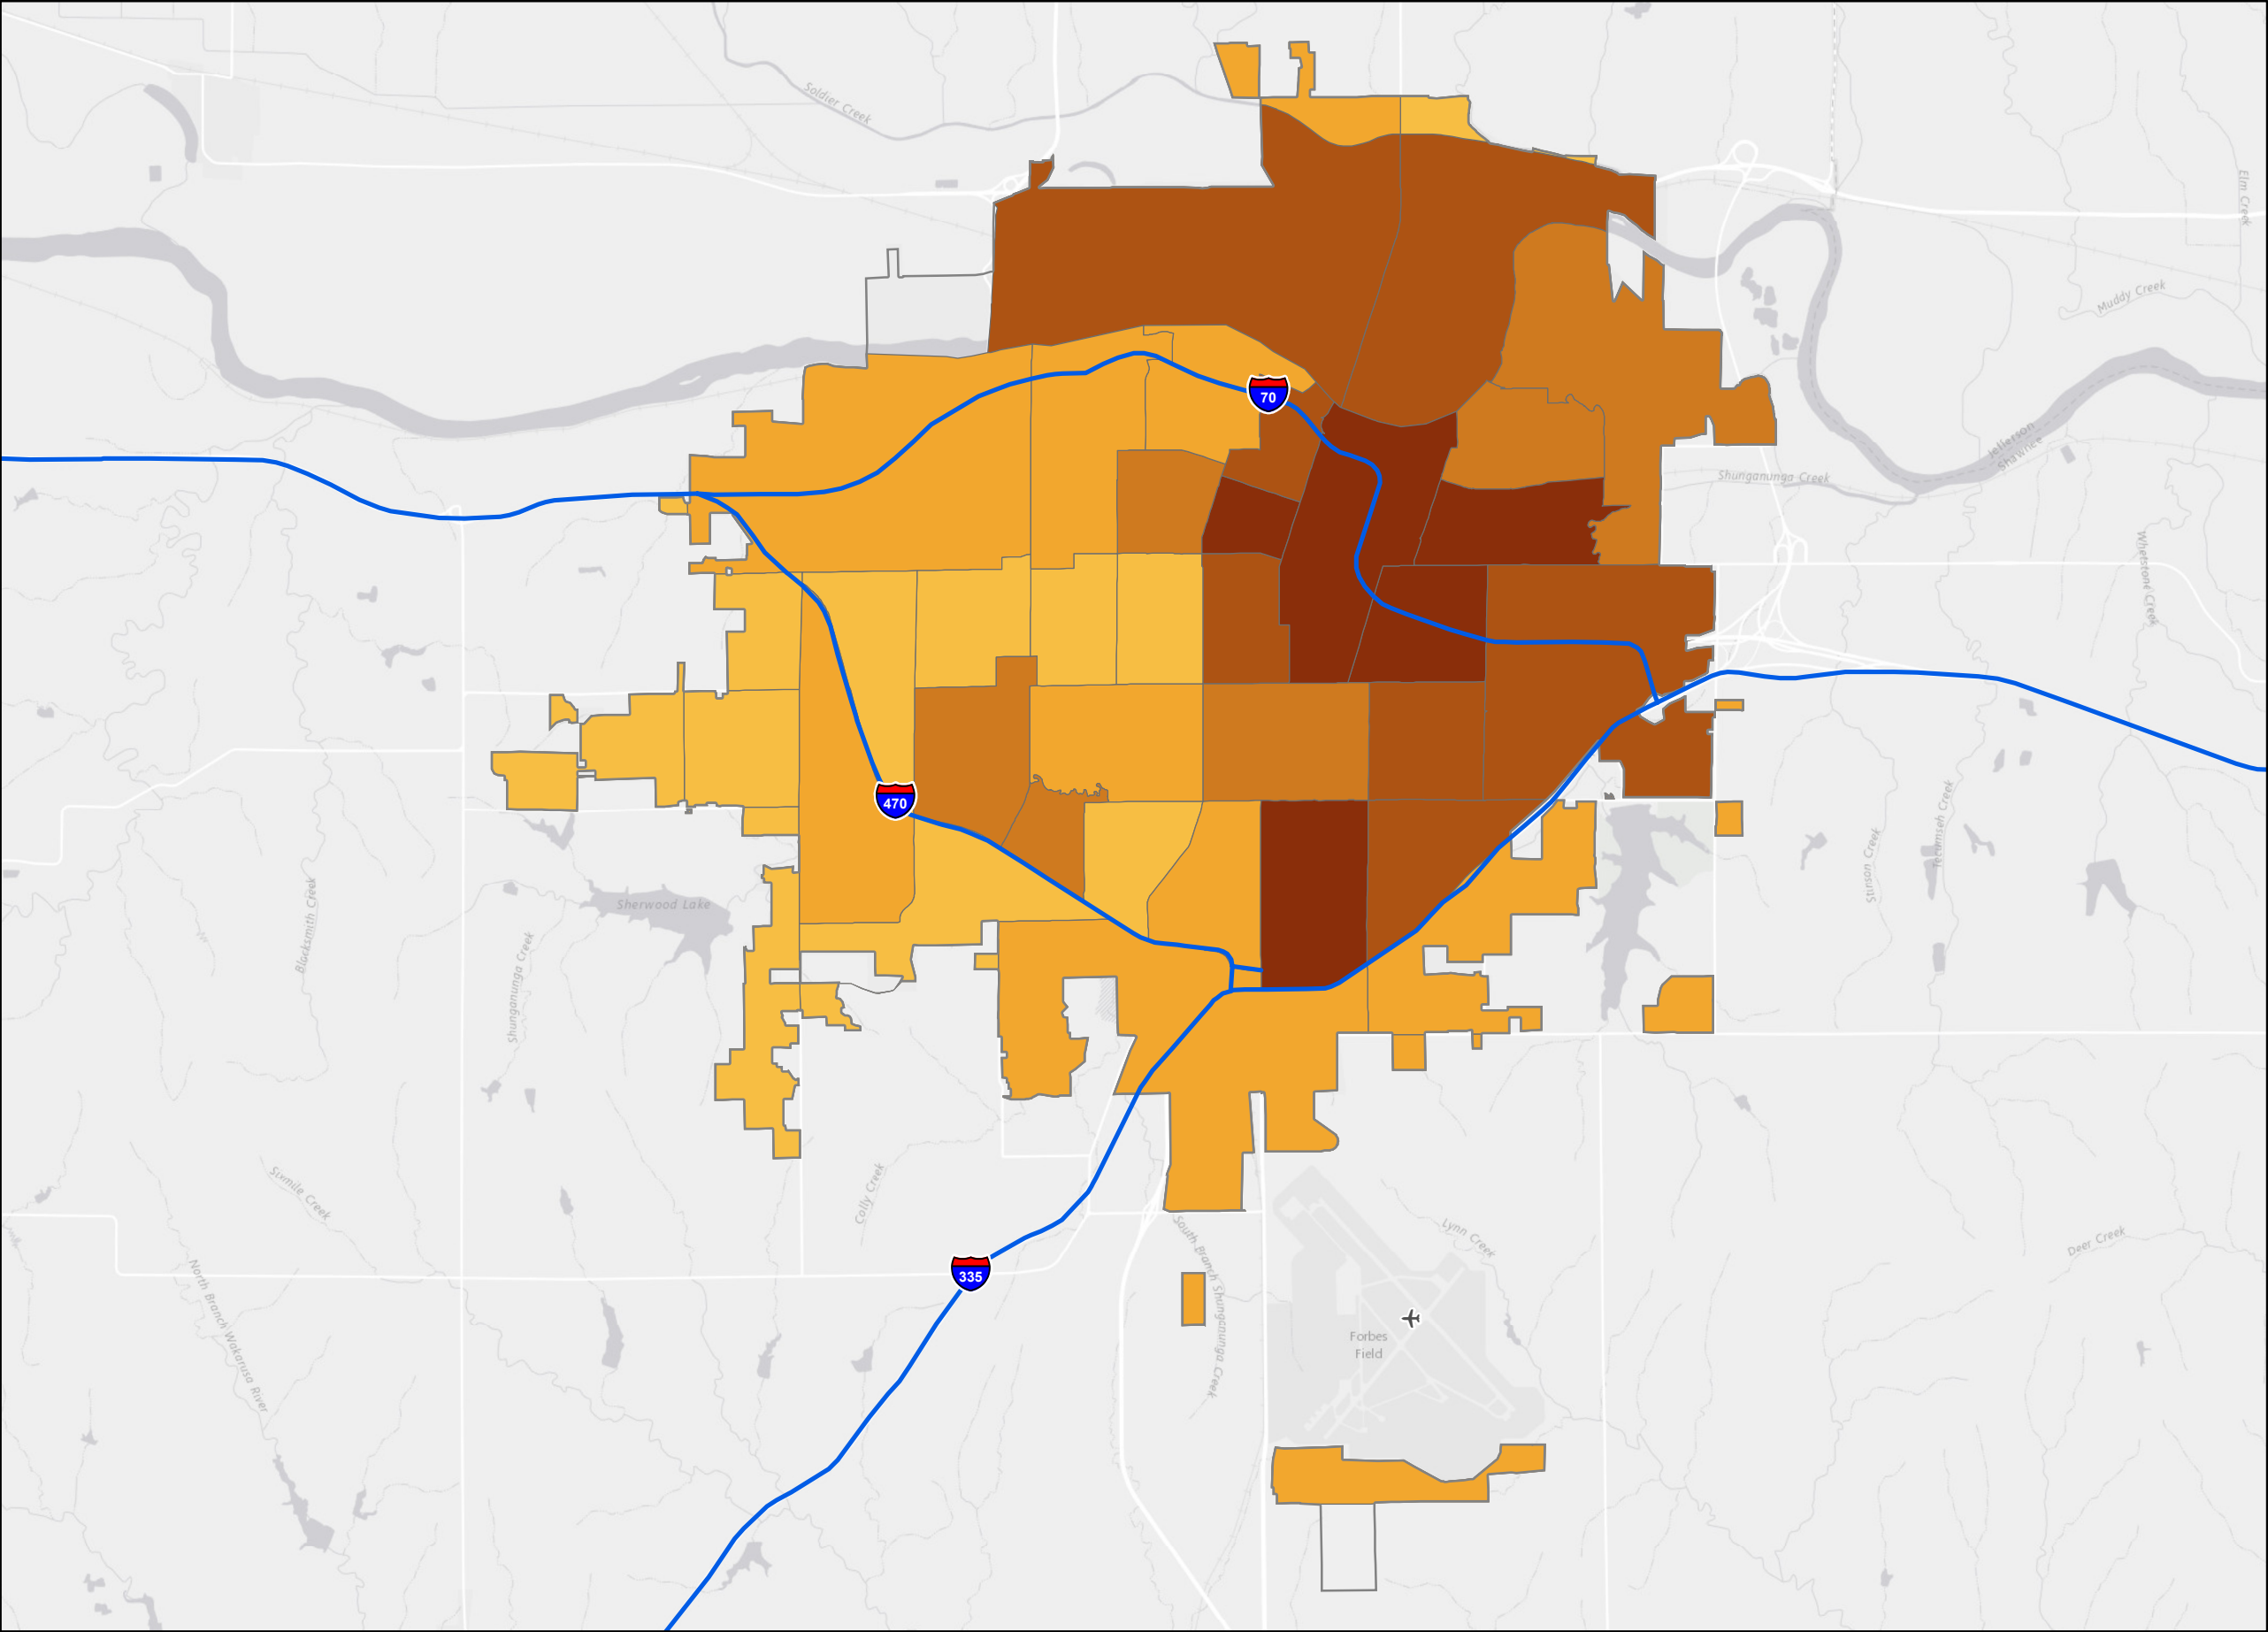 Soldier Creek
Elm Creek
Muddy Creek
70
Jefferson
Shawnee
Shunganunga Creek
Whetstone Creek
470
Sherwood Lake
Blacksmith Creek
Shunganunga Creek
Stinson Creek
Tecumseh Creek
Sixmile Creek
Colly Creek
South Branch Shunganunga Creek
Lynn Creek
Deer Creek
335
North Branch Wakarusa River
Forbes
Field